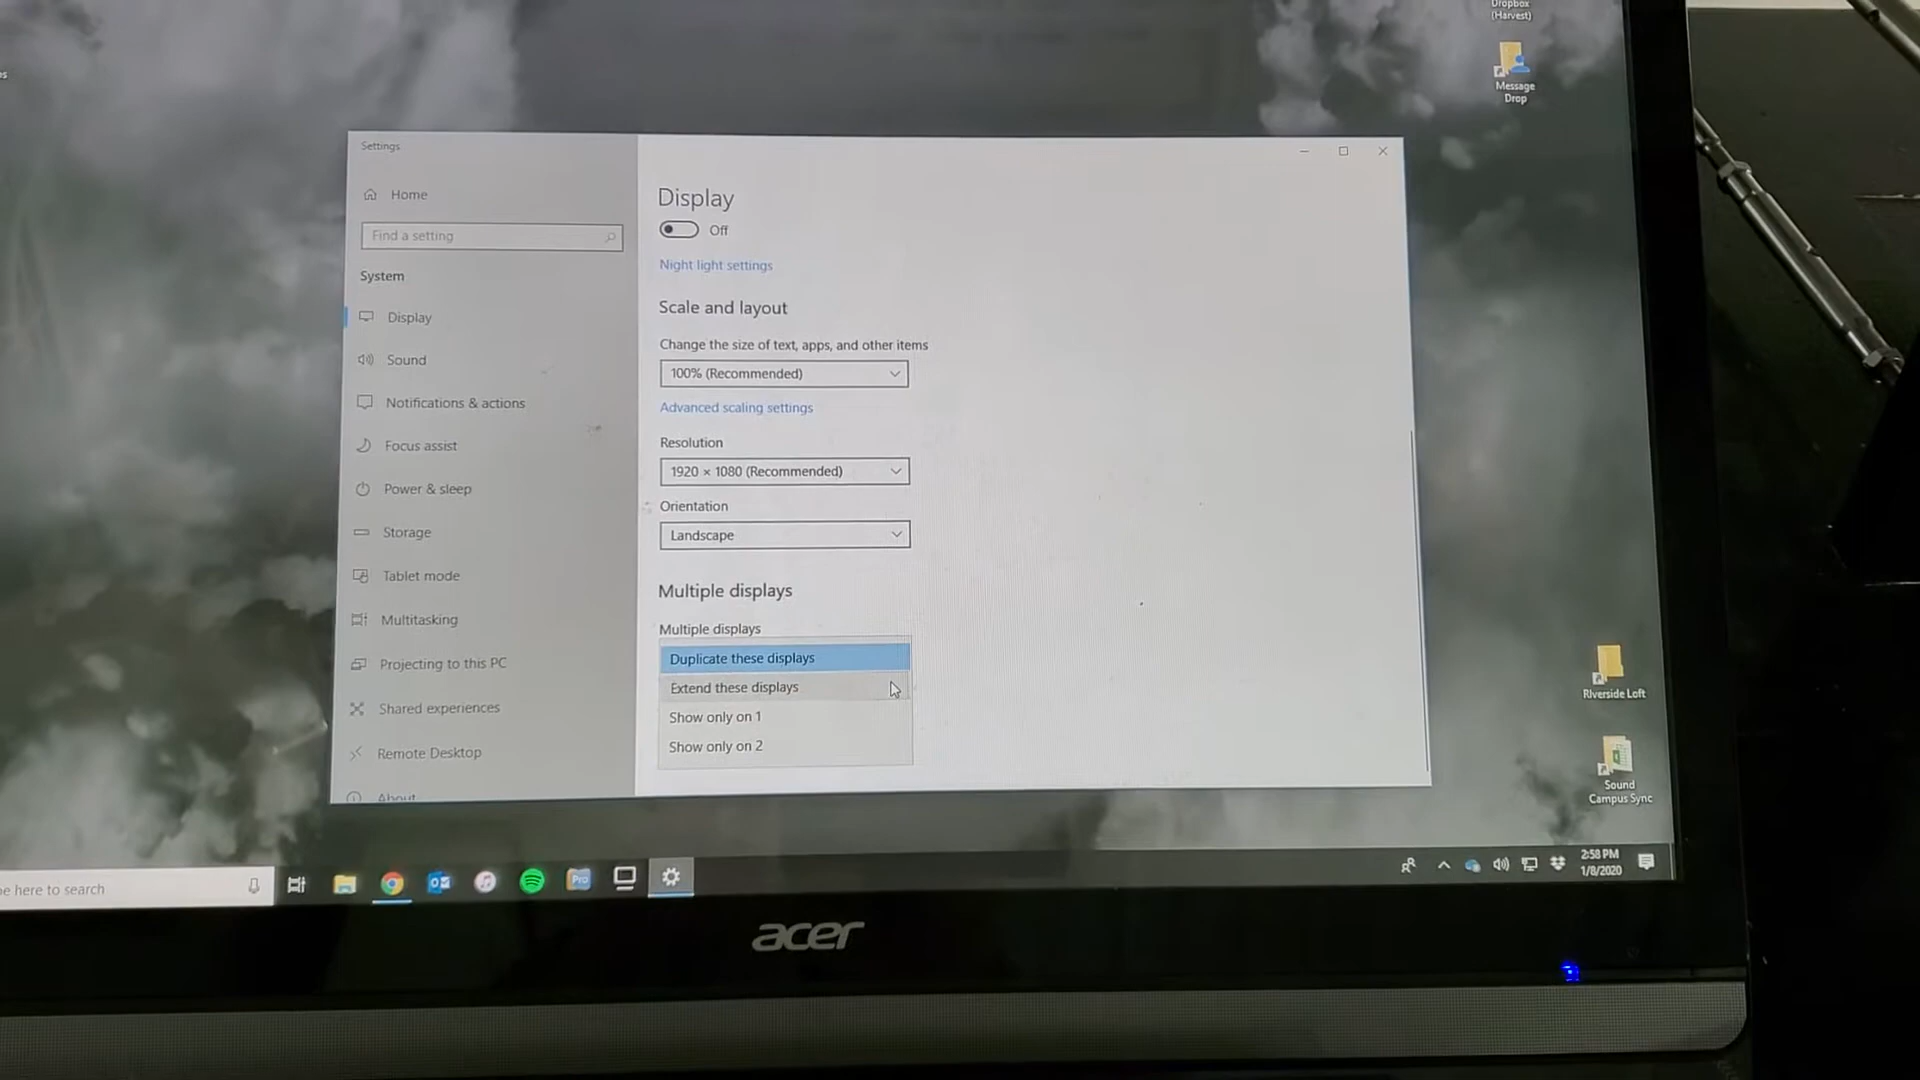 Dropbox
(Harvest)
Message
Drop
Settings
Home
Find a setting
System
Display
Sound
Notifications & actions
Focus assist
Power & sleep
Storage
Tablet mode
Multitasking
Projecting to this PC
Shared experiences
Remote Desktop
About
Display
Off
Night light settings
Scale and layout
Change the size of text, apps, and other items
100% (Recommended)
Advanced scaling settings
Resolution
1920 × 1080 (Recommended)
Orientation
Landscape
Multiple displays
Multiple displays
Duplicate these displays
Extend these displays
Show only on 1
Show only on 2
Riverside Loft
Sound
Campus Sync
here to search
Pro
2:58 PM
1/8/2020
acer